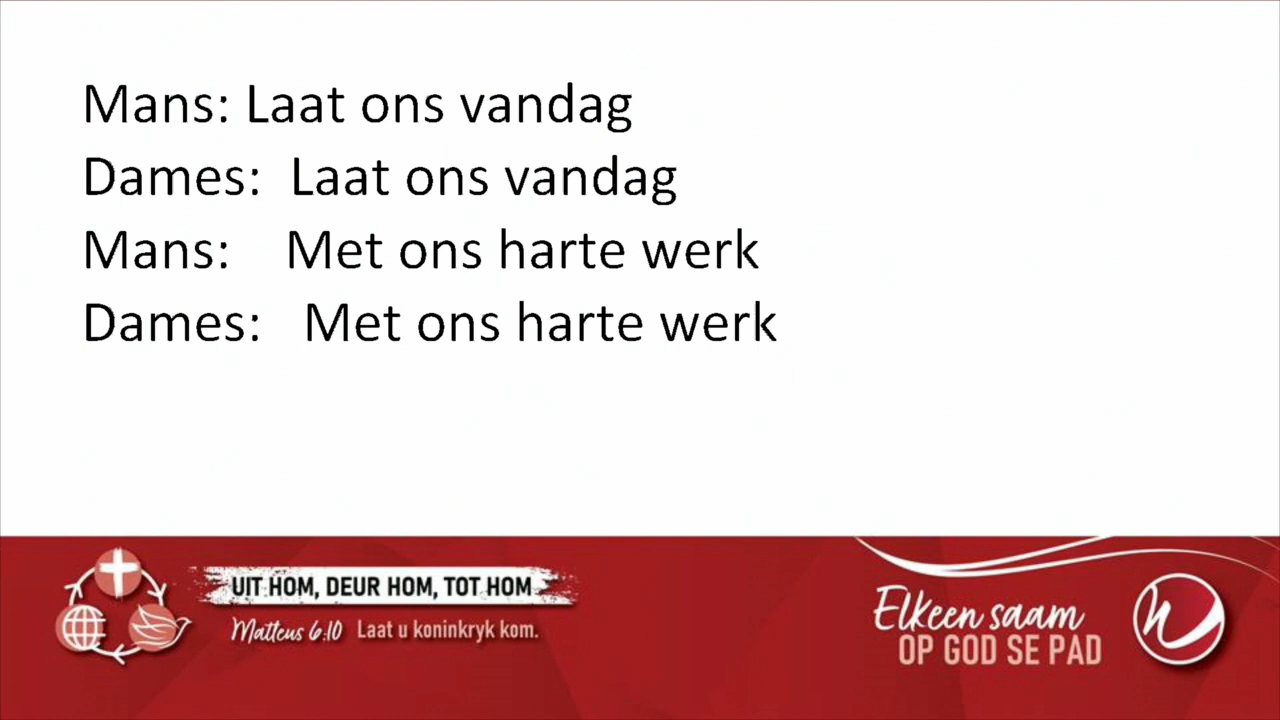 Mans: Laat ons vandag
Dames: Laat ons vandag
Mans: Met ons harte werk
Dames: Met ons harte werk
UIT HOM, DEUR HOM, TOT HOM
Matteus 6:10 Laat u koninkryk kom.
Elkeen saam
OP GOD SE PAD